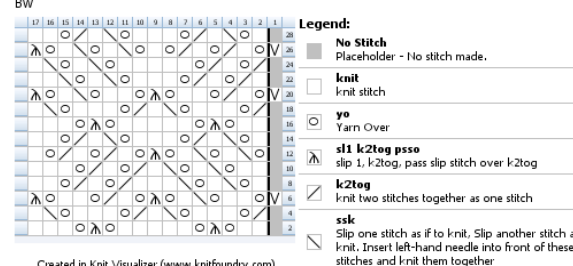 BW
17 16 15 14 13 12 11 10 9 8 7 6 5 4 3 2 1
28
26
24
22
20
18
16
14
12
10
8
6
4
2
Legend:
No Stitch
Placeholder - No stitch made.
knit
knit stitch
yo
Yarn Over
sl1 k2tog psso
slip 1, k2tog, pass slip stitch over k2tog
k2tog
knit two stitches together as one stitch
ssk
Slip one stitch as if to knit, Slip another stitch a
knit. Insert left-hand needle into front of these
stitches and knit them together
Created in Knit Visualizer (www.knitfoundry.com)